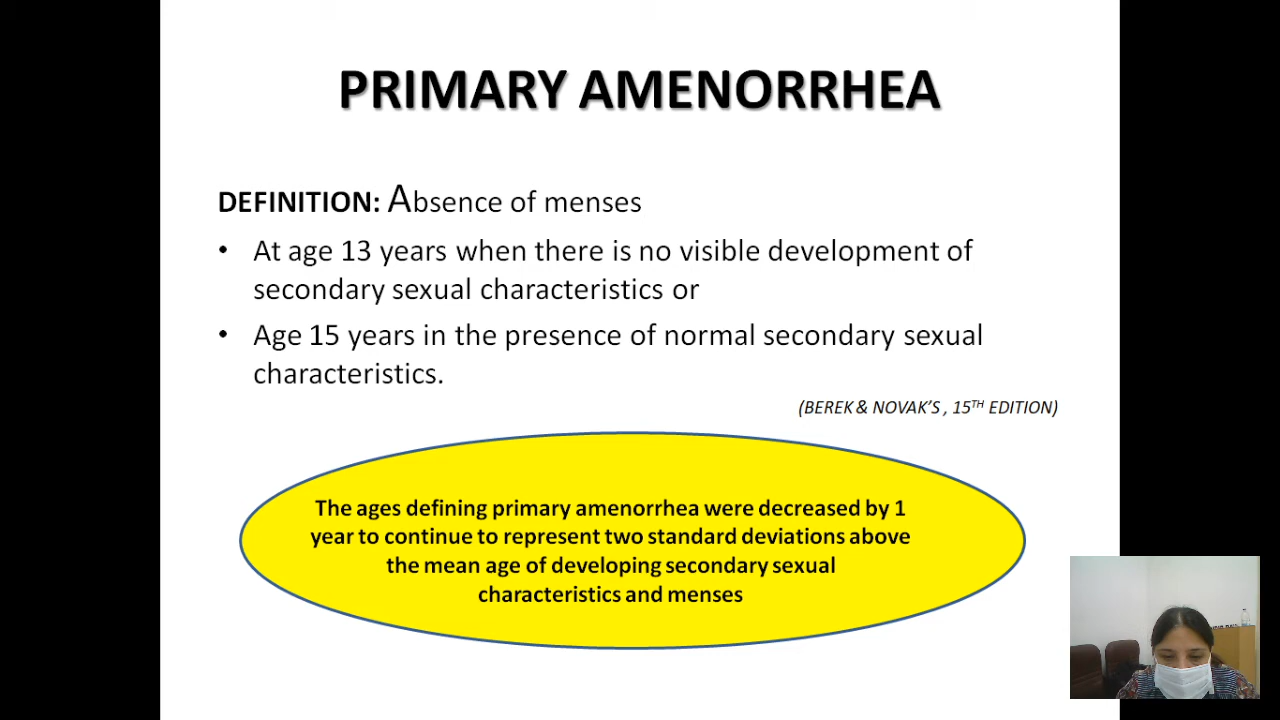 PRIMARY AMENORRHEA
DEFINITION: Absence of menses
• At age 13 years when there is no visible development of
secondary sexual characteristics or
• Age 15 years in the presence of normal secondary sexual
characteristics.
(BEREK & NOVAK'S , 15TH EDITION)
The ages defining primary amenorrhea were decreased by 1
year to continue to represent two standard deviations above
the mean age of developing secondary sexual
characteristics and menses